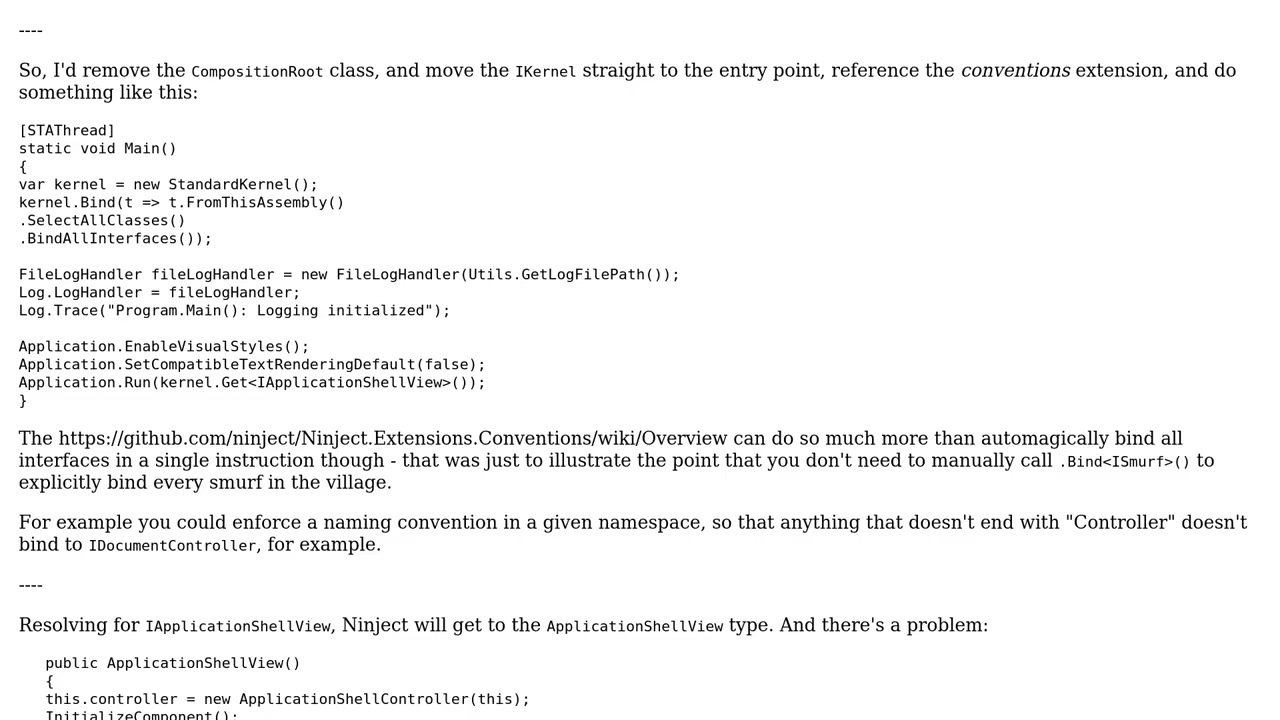 ----
So, I'd remove the CompositionRoot class, and move the IKernel straight to the entry point, reference the conventions extension, and do
something like this:
[STAThread]
static void Main()
{
var kernel = new StandardKernel();
kernel.Bind(t => t.FromThisAssembly()
.SelectAllClasses()
.BindAllInterfaces());
FileLogHandler fileLogHandler = new FileLogHandler(Utils.GetLogFilePath());
Log.LogHandler = fileLogHandler;
Log.Trace("Program.Main(): Logging initialized");
Application.EnableVisualStyles();
Application.SetCompatibleTextRenderingDefault(false);
Application.Run(kernel.Get<IApplicationShellView>());
}
The https://github.com/ninject/Ninject.Extensions.Conventions/wiki/Overview can do so much more than automagically bind all
interfaces in a single instruction though - that was just to illustrate the point that you don't need to manually call .Bind<ISmurf>() to
explicitly bind every smurf in the village.
For example you could enforce a naming convention in a given namespace, so that anything that doesn't end with "Controller" doesn't
bind to IDocumentController, for example.
----
Resolving for IApplicationShellView, Ninject will get to the ApplicationShellView type. And there's a problem:
public ApplicationShellView()
{
this.controller = new ApplicationShellController(this);
InitializeComponent();